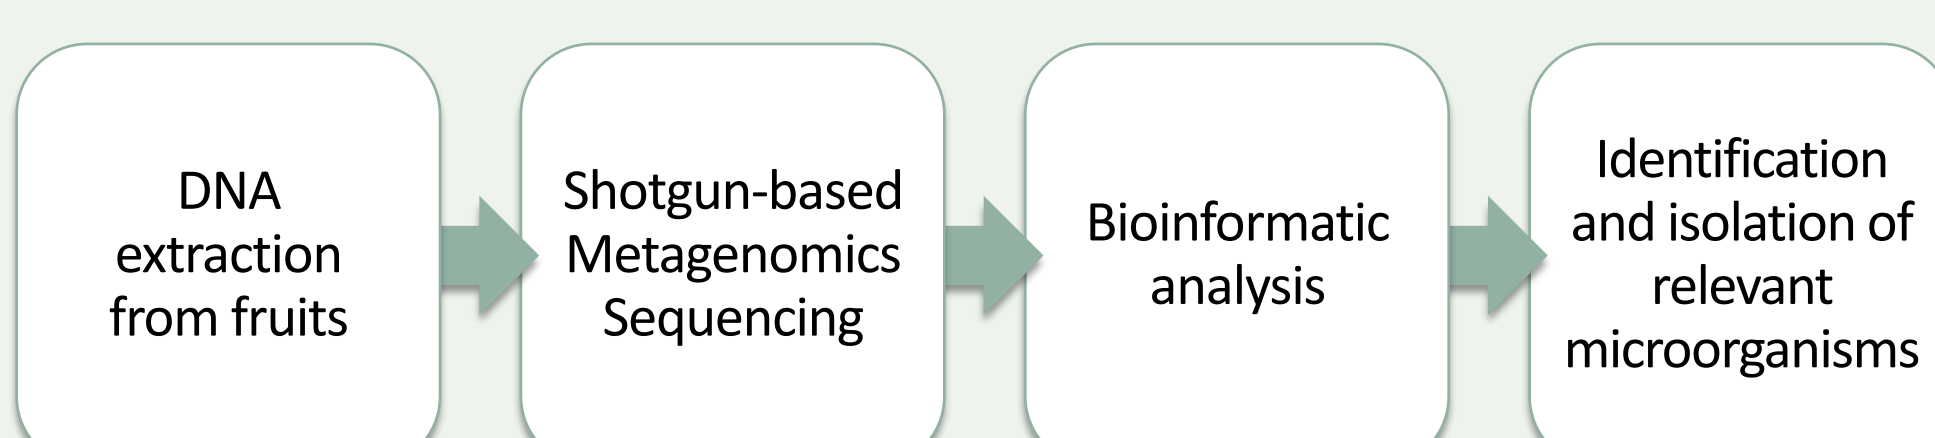 DNA
extraction
from fruits
Shotgun-based
Metagenomics
Sequencing
Bioinformatic
analysis
Identification
and isolation of
relevant
microorganisms